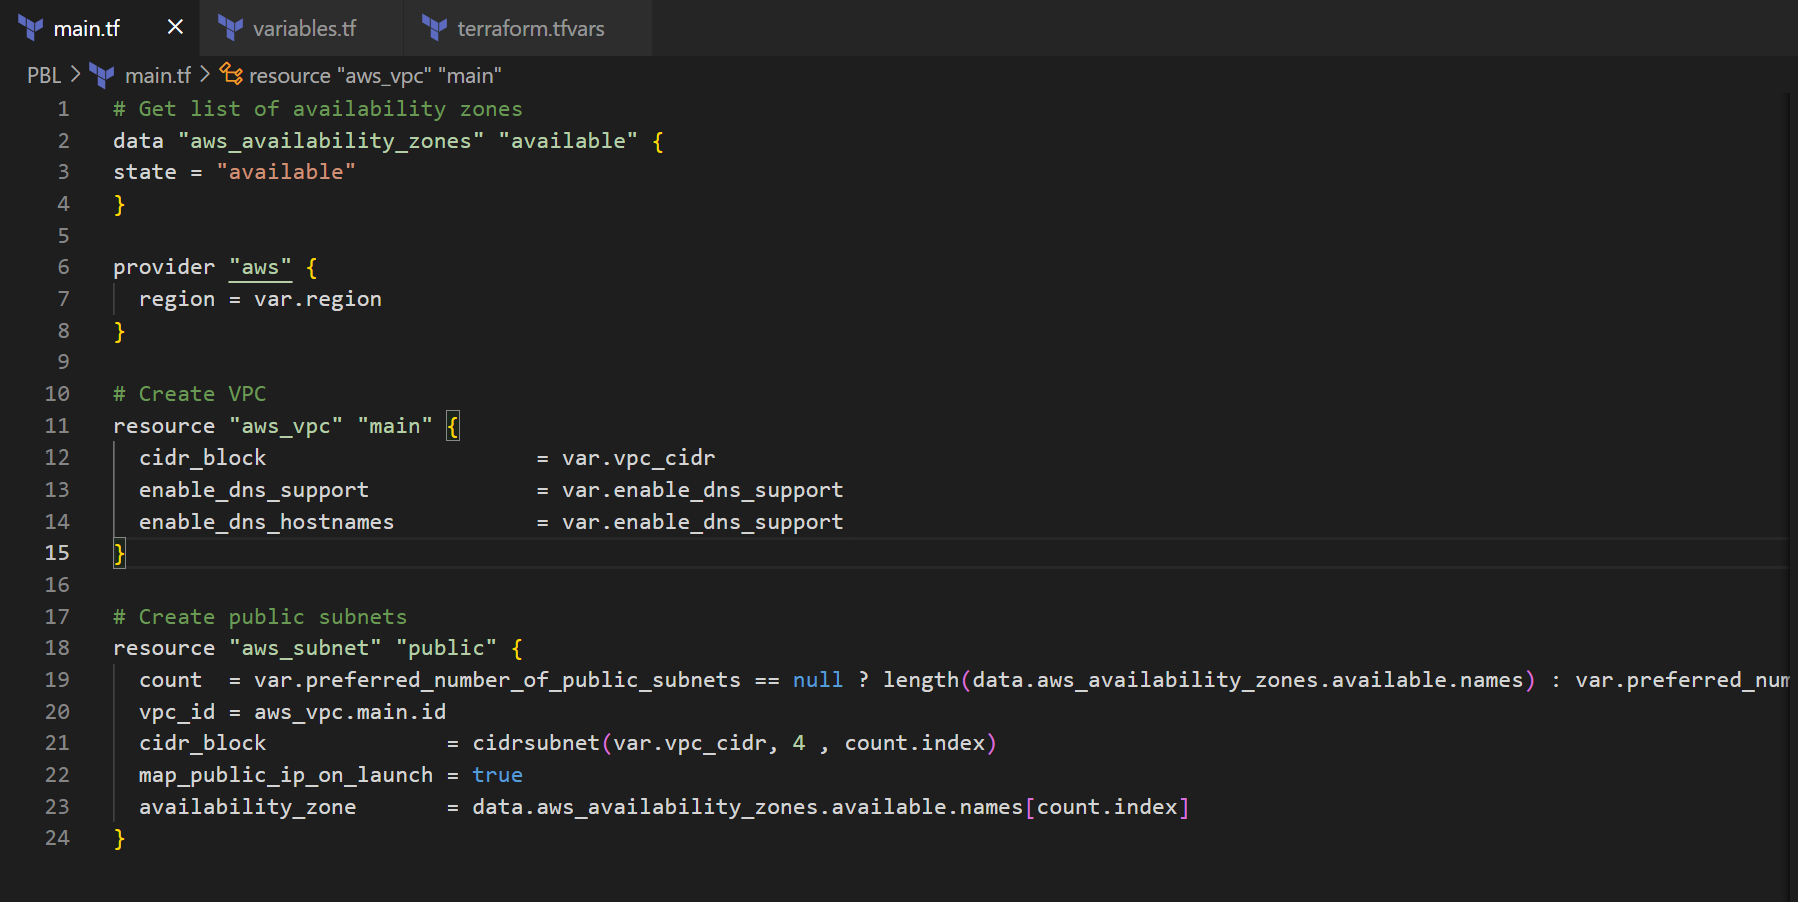 main.tf variables.tf terraform.tfvars
PBL > main.tf > resource "aws_vpc" "main"
1 # Get list of availability zones
2 data "aws_availability_zones" "available" {
3 state = "available"
4 }
5
6 provider "aws" {
7   region = var.region
8 }
9
10 # Create VPC
11 resource "aws_vpc" "main" {
12   cidr_block                     = var.vpc_cidr
13   enable_dns_support             = var.enable_dns_support
14   enable_dns_hostnames           = var.enable_dns_support
15 }
16
17 # Create public subnets
18 resource "aws_subnet" "public" {
19   count  = var.preferred_number_of_public_subnets == null ? length(data.aws_availability_zones.available.names) : var.preferred_num
20   vpc_id = aws_vpc.main.id
21   cidr_block              = cidrsubnet(var.vpc_cidr, 4 , count.index)
22   map_public_ip_on_launch = true
23   availability_zone       = data.aws_availability_zones.available.names[count.index]
24 }